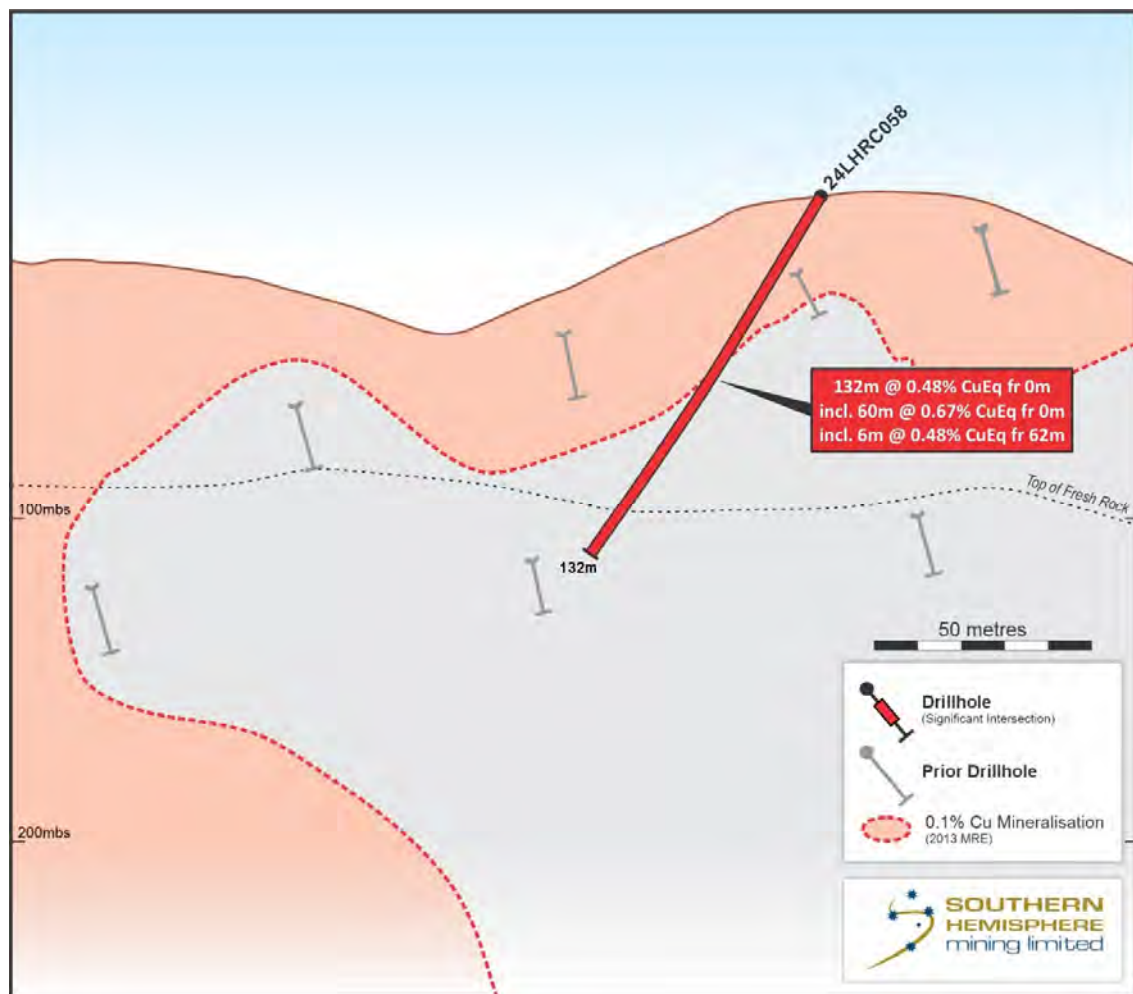 24LHRC058
132m @ 0.48% CuEq fr 0m
incl. 60m @ 0.67% CuEq fr 0m
incl. 6m @ 0.48% CuEq fr 62m
Top of Fresh Rock
100mbs
132m
50 metres
Drillhole
(Significant Intersection)
Prior Drillhole
0.1% Cu Mineralisation
(2013 MRE)
200mbs
SOUTHERN
HEMISPHERE
mining limited